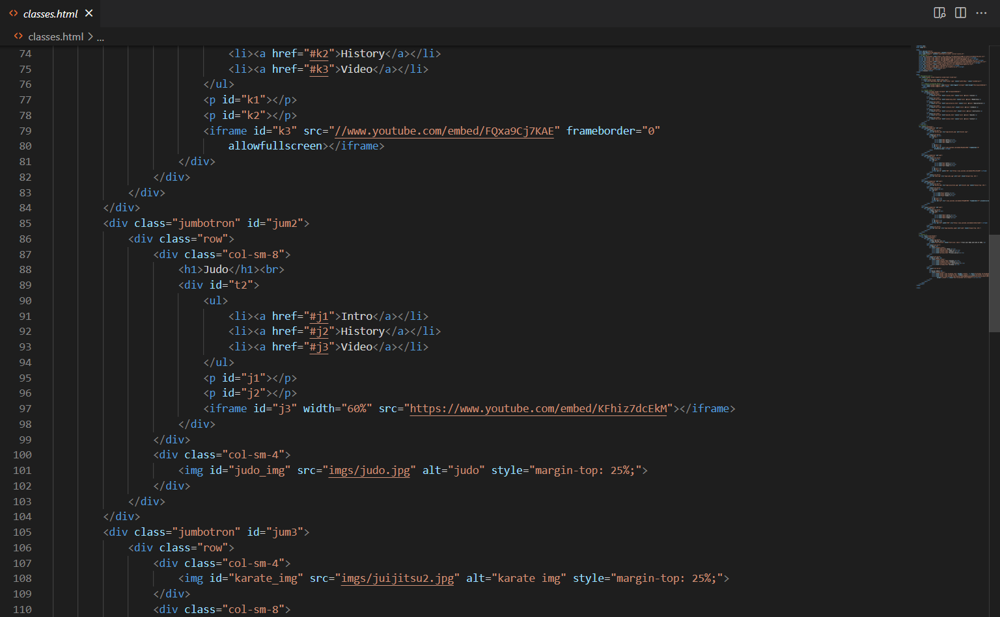 classes.html
classes.html > ...
74 <li><a href="#k2">History</a></li>
75 <li><a href="#k3">Video</a></li>
76 </ul>
77 <p id="k1"></p>
78 <p id="k2"></p>
79 <iframe id="k3" src="//www.youtube.com/embed/FQxa9Cj7KAE" frameborder="0"
80 allowfullscreen></iframe>
81 </div>
82 </div>
83 </div>
84 </div>
85 <div class="jumbotron" id="jum2">
86 <div class="row">
87 <div class="col-sm-8">
88 <h1>Judo</h1><br>
89 <div id="t2">
90 <ul>
91 <li><a href="#j1">Intro</a></li>
92 <li><a href="#j2">History</a></li>
93 <li><a href="#j3">Video</a></li>
94 </ul>
95 <p id="j1"></p>
96 <p id="j2"></p>
97 <iframe id="j3" width="60%" src="https://www.youtube.com/embed/KFhiz7dcEkM"></iframe>
98 </div>
99 </div>
100 <div class="col-sm-4">
101 <img id="judo_img" src="imgs/judo.jpg" alt="judo" style="margin-top: 25%;">
102 </div>
103 </div>
104 </div>
105 <div class="jumbotron" id="jum3">
106 <div class="row">
107 <div class="col-sm-4">
108 <img id="karate_img" src="imgs/juijitsu2.jpg" alt="karate img" style="margin-top: 25%;">
109 </div>
110 <div class="col-sm-8">